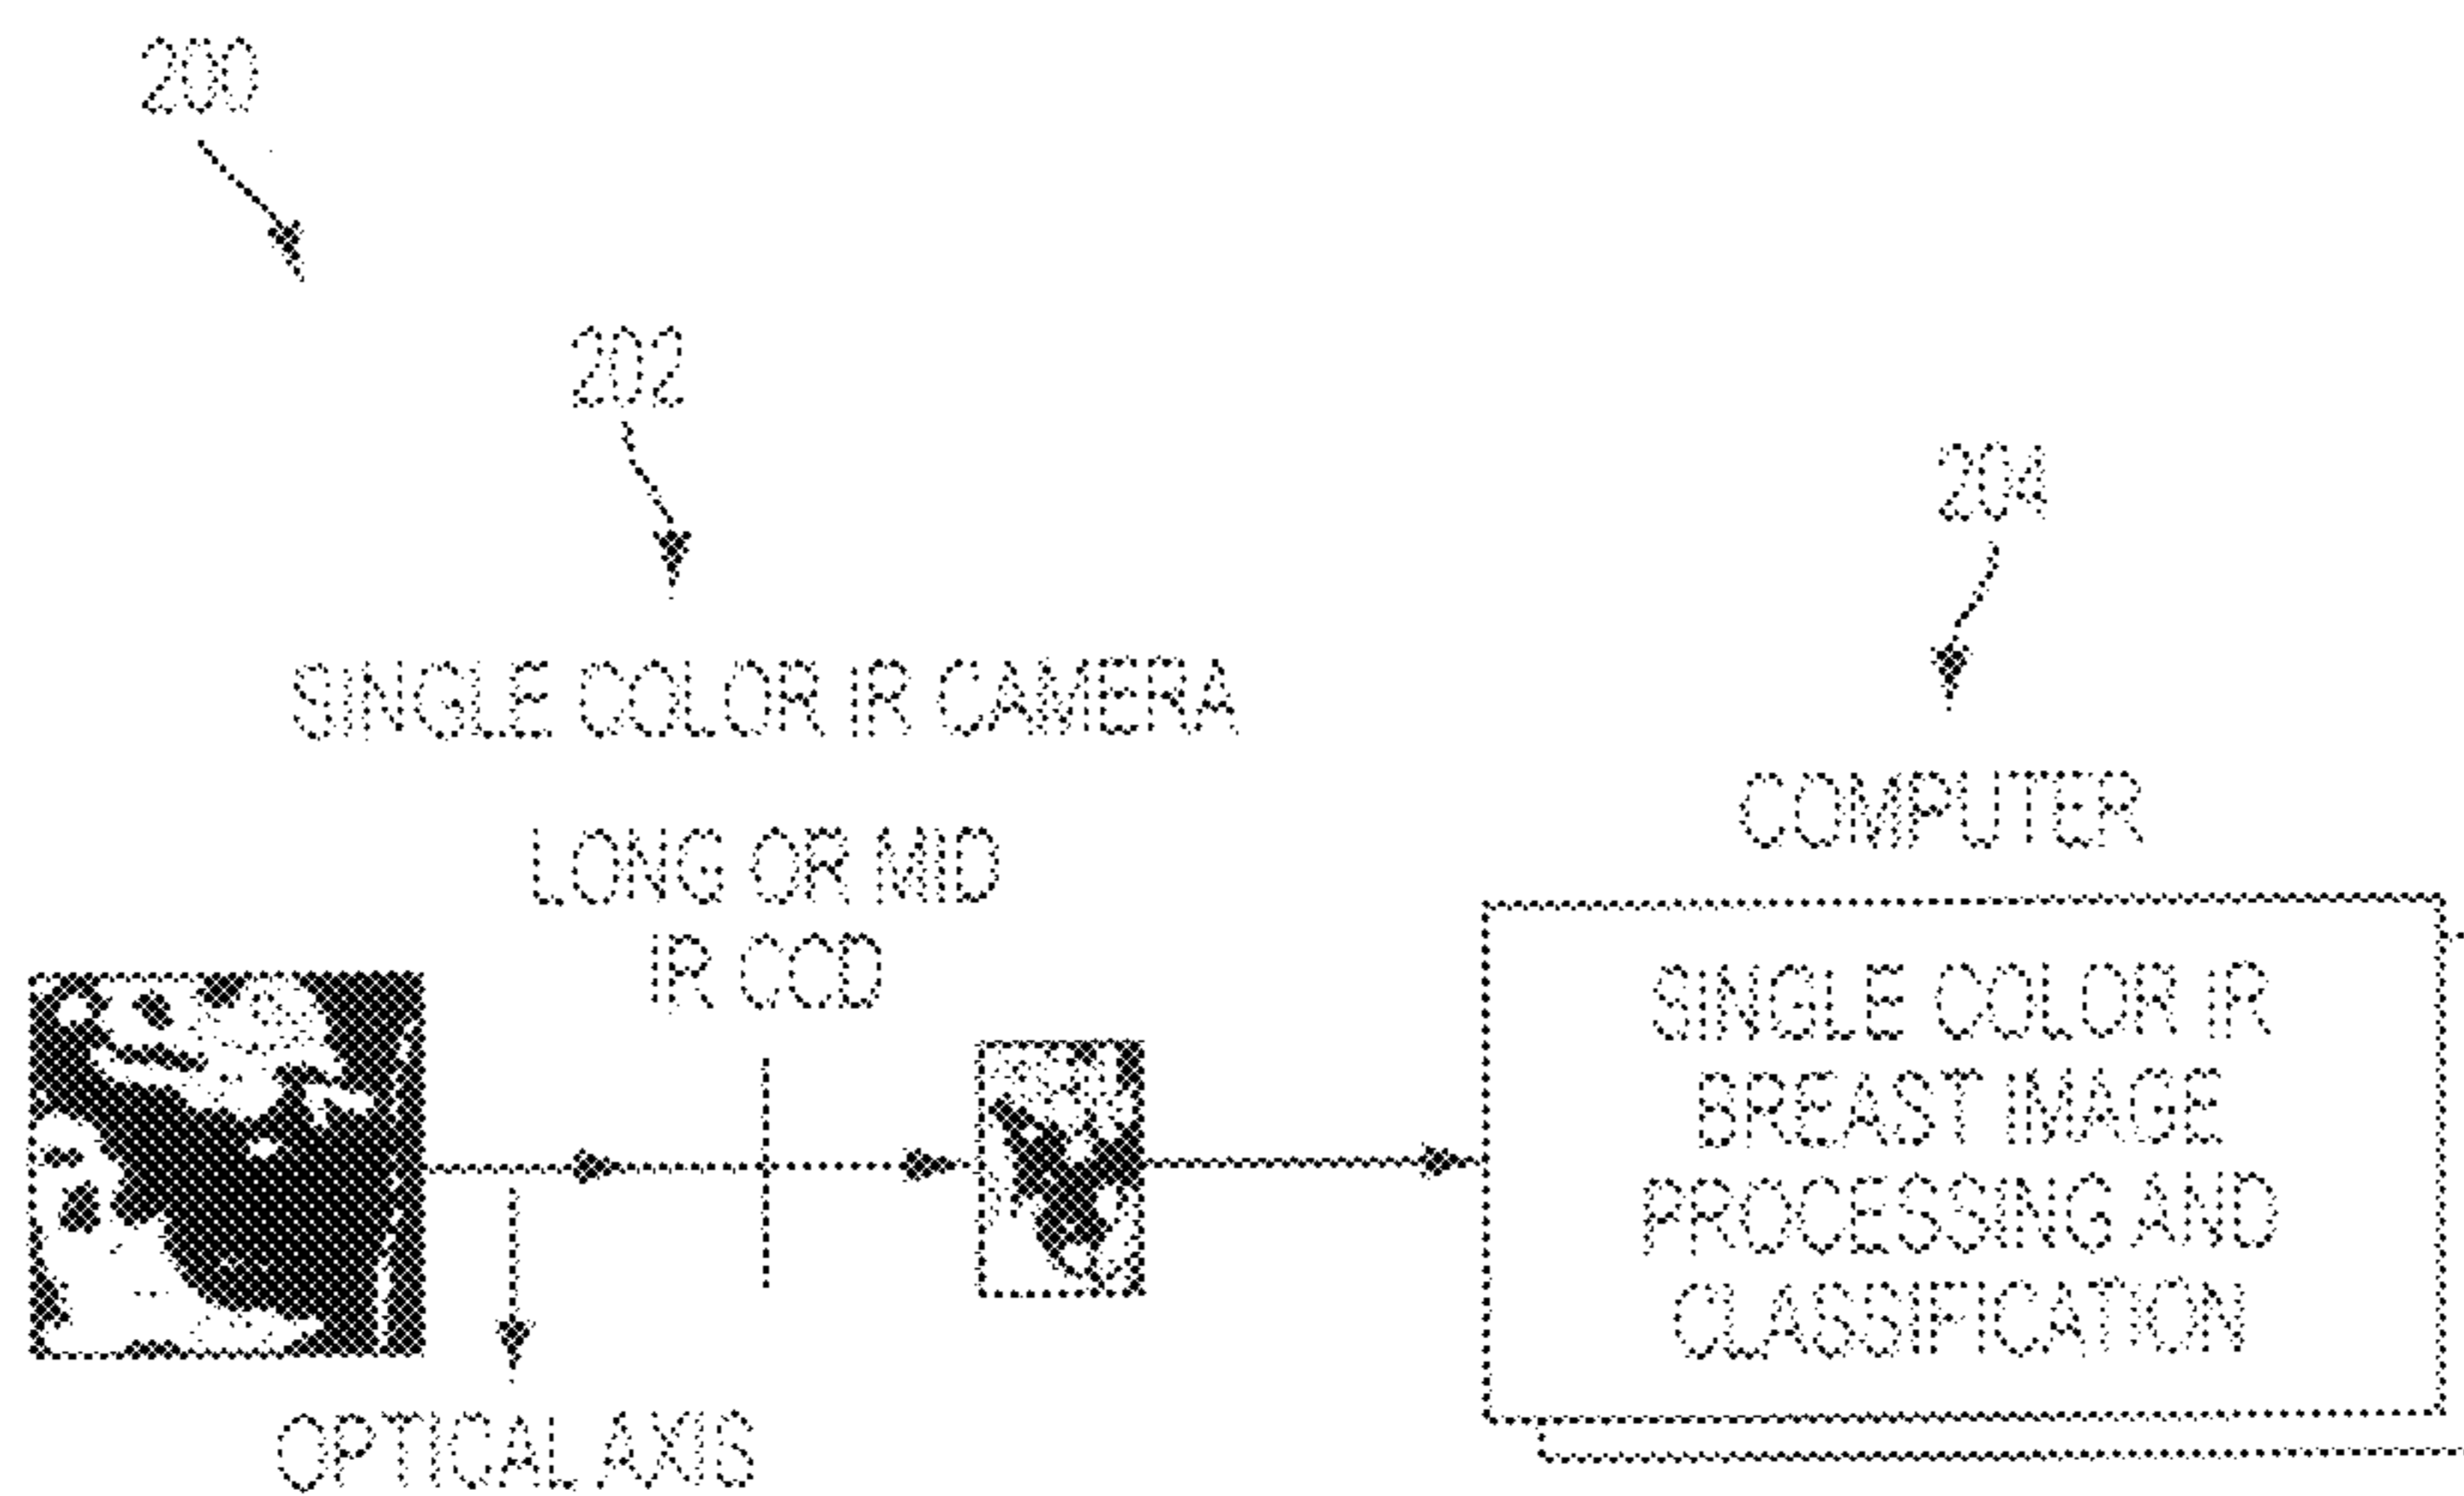 200
202
204
SINGLE COLOR IR CAMERA
COMPUTER
LONG OR MID
IR CCD
SINGLE COLOR IR
BREAST IMAGE
PROCESSING AND
CLASSIFICATION
OPTICAL AXIS